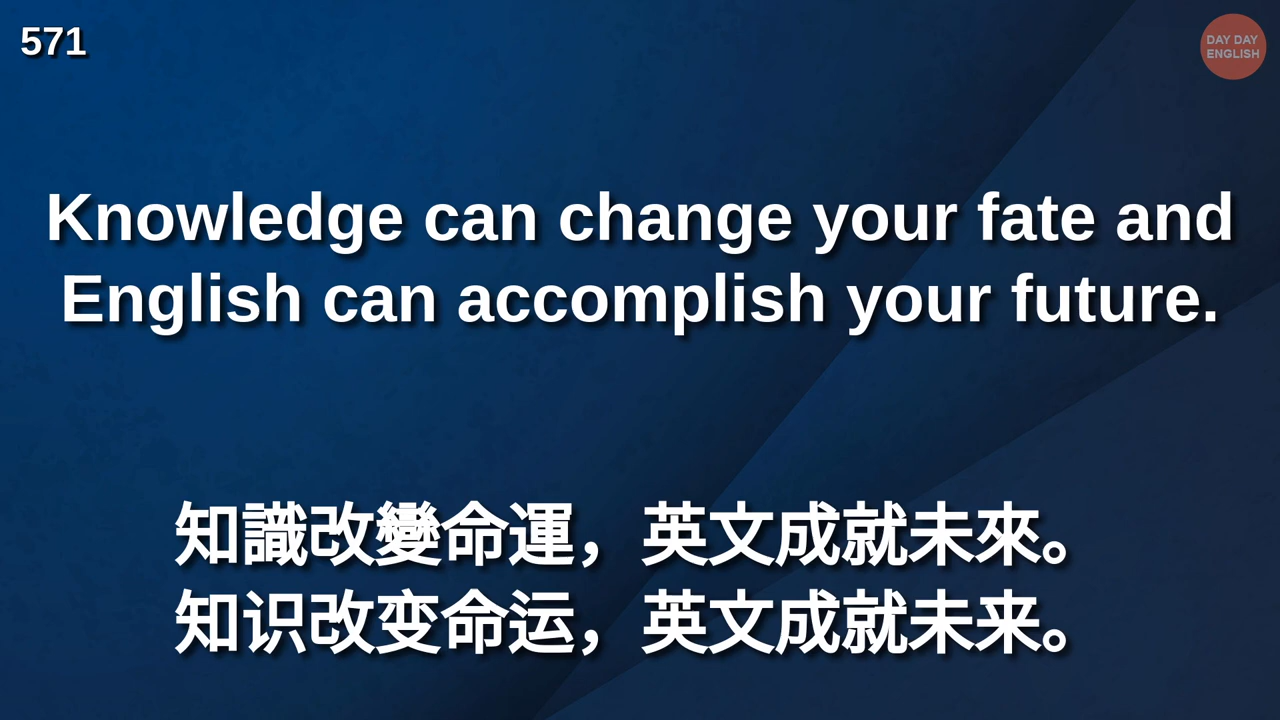 571
DAY DAY
ENGLISH
Knowledge can change your fate and
English can accomplish your future.
知識改變命運，英文成就未來。
知识改变命运，英文成就未来。